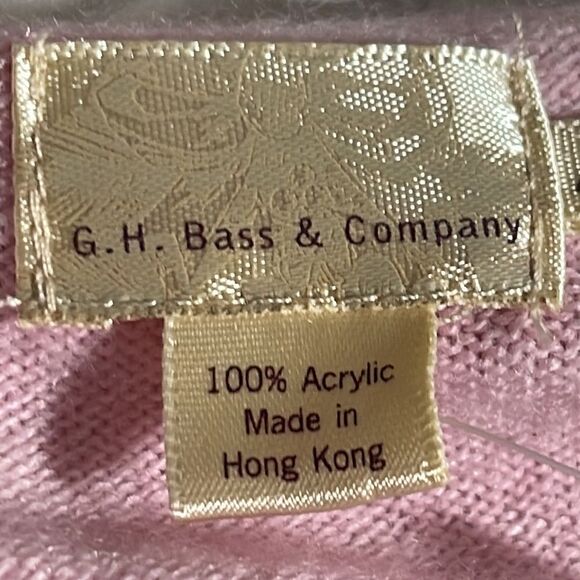 G.H. Bass & Company
100% Acrylic
Made in
Hong Kong